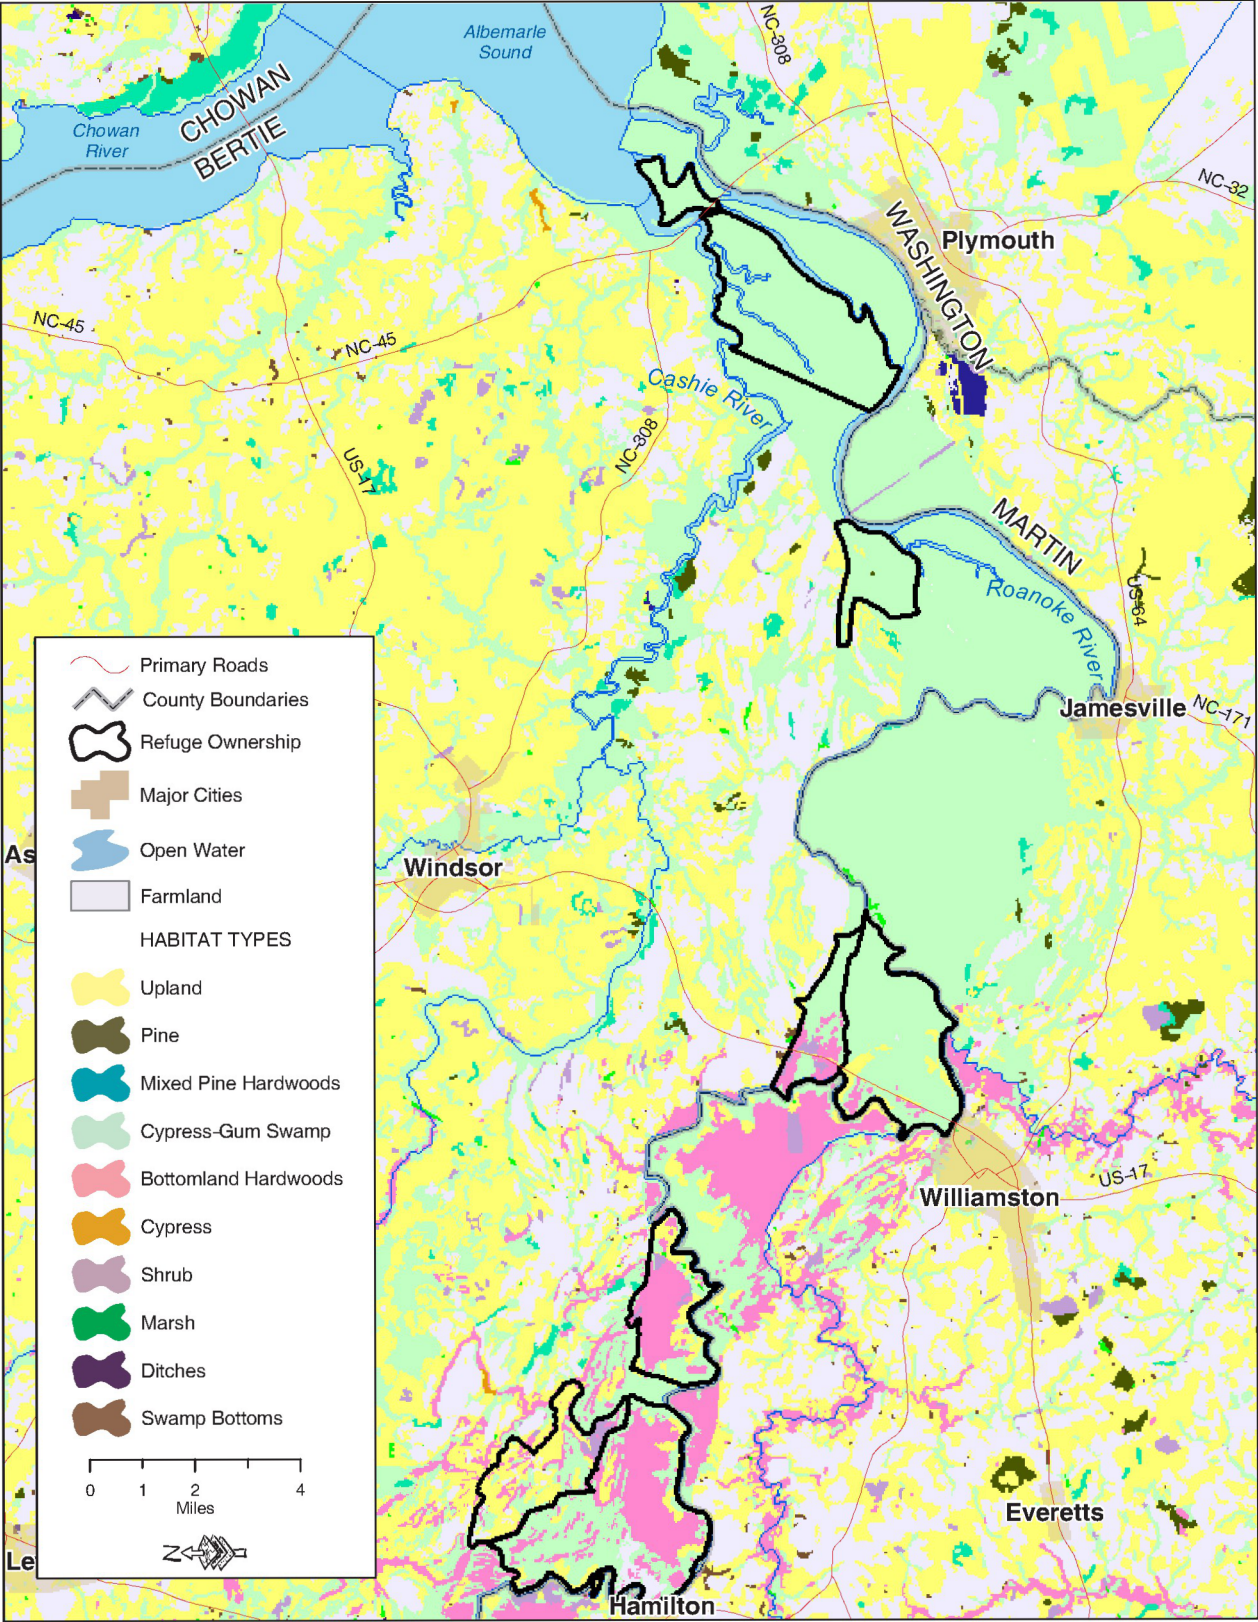 Albemarle
Sound
NC-308
CHOWAN
Chowan
River
BERTIE
NC-32
WASHINGTON
Plymouth
NC-45
NC-45
Cashie River
NC-308
US-17
MARTIN
Roanoke River
US-64
Jamesville
NC-171
Primary Roads
County Boundaries
Refuge Ownership
Major Cities
Open Water
Farmland
HABITAT TYPES
Upland
Pine
Mixed Pine Hardwoods
Cypress-Gum Swamp
Bottomland Hardwoods
Cypress
Shrub
Marsh
Ditches
Swamp Bottoms
0 1 2 4
Miles
N
As
Windsor
US-17
Williamston
Everetts
Le
Hamilton